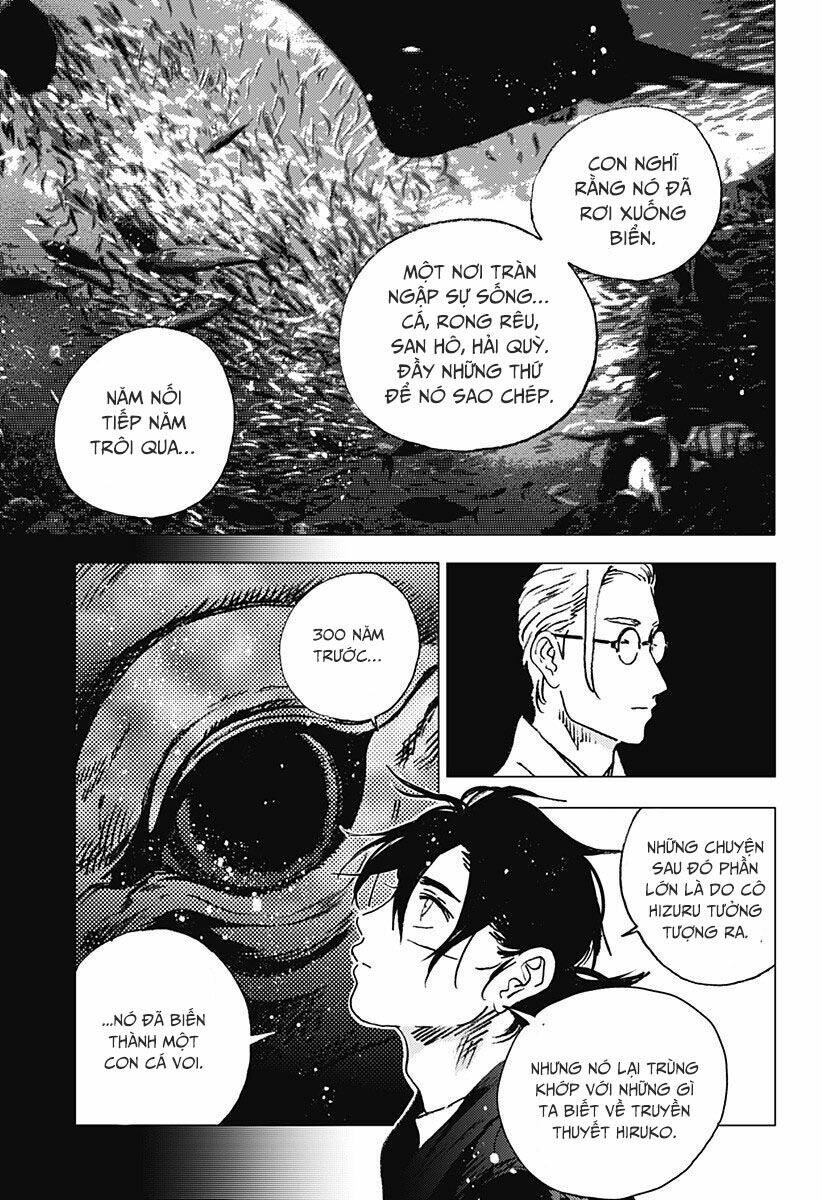 CON NGHĨ
RẰNG NÓ ĐÃ
RƠI XUỐNG
BIỂN.
MỘT NƠI TRÀN
NGẬP SỰ SỐNG...
CÁ, RONG RÊU,
SAN HÔ, HẢI QUỲ.
ĐẦY NHỮNG THỨ
ĐỂ NÓ SAO CHÉP.
NĂM NỐI
TIẾP NĂM
TRÔI QUA...
NHỮNG CHUYỆN
SAU ĐÓ PHẦN
LỚN LÀ DO CÔ
HIZURU TƯỞNG
TƯỢNG RA.
NHƯNG NÓ LẠI TRÙNG
KHỚP VỚI NHỮNG GÌ
TA BIẾT VỀ TRUYỀN
THUYẾT HIRUKO.
300 NĂM
TRƯỚC...
...NÓ ĐÃ BIẾN
THÀNH MỘT
CON CÁ VOI.